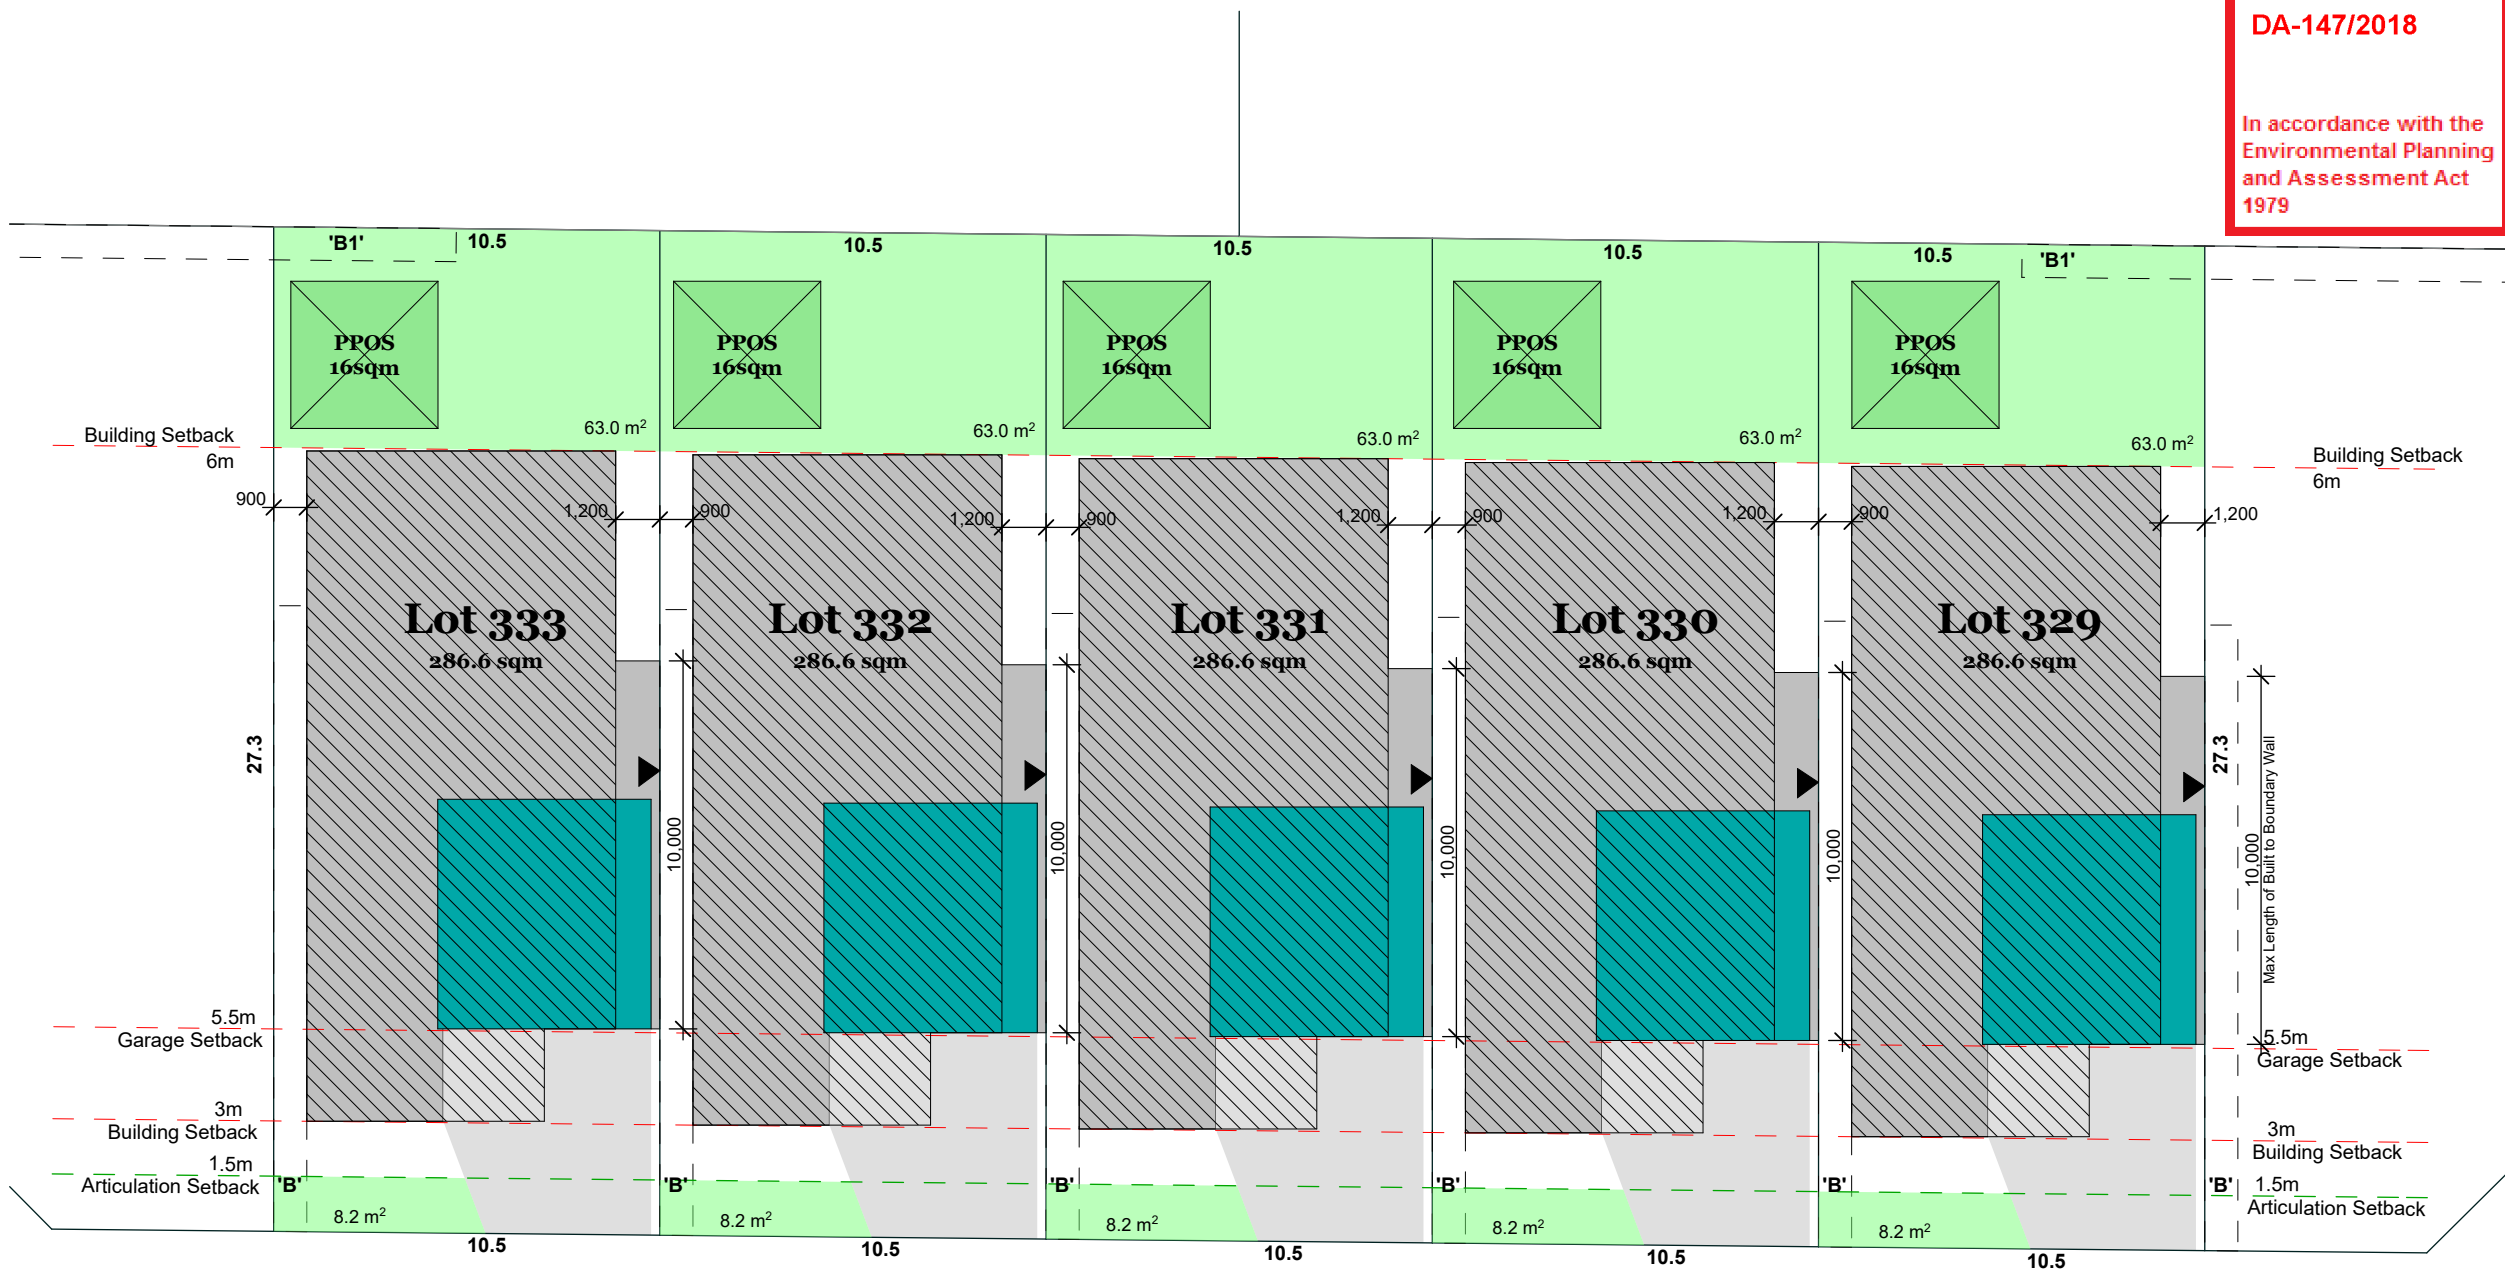 DA-147/2018
In accordance with the
Environmental Planning
and Assessment Act
1979
'B1' 10.5 10.5 10.5 10.5 10.5 'B1'
PPOS PPOS PPOS PPOS PPOS
16sqm 16sqm 16sqm 16sqm 16sqm
63.0 m² 63.0 m² 63.0 m² 63.0 m² 63.0 m²
Building Setback Building Setback
6m 6m
900 1,200 900 1,200 900 1,200 900 1,200 900 1,200
Lot 333 Lot 332 Lot 331 Lot 330 Lot 329
286.6 sqm 286.6 sqm 286.6 sqm 286.6 sqm 286.6 sqm
27.3 27.3
10,000 10,000 10,000 10,000 10,000
Max Length of Built to Boundary Wall
5.5m 5.5m
Garage Setback Garage Setback
3m 3m
Building Setback Building Setback
1.5m 1.5m
Articulation Setback 'B' 'B' 'B' 'B' 'B' 'B' Articulation Setback
8.2 m² 8.2 m² 8.2 m² 8.2 m² 8.2 m²
10.5 10.5 10.5 10.5 10.5